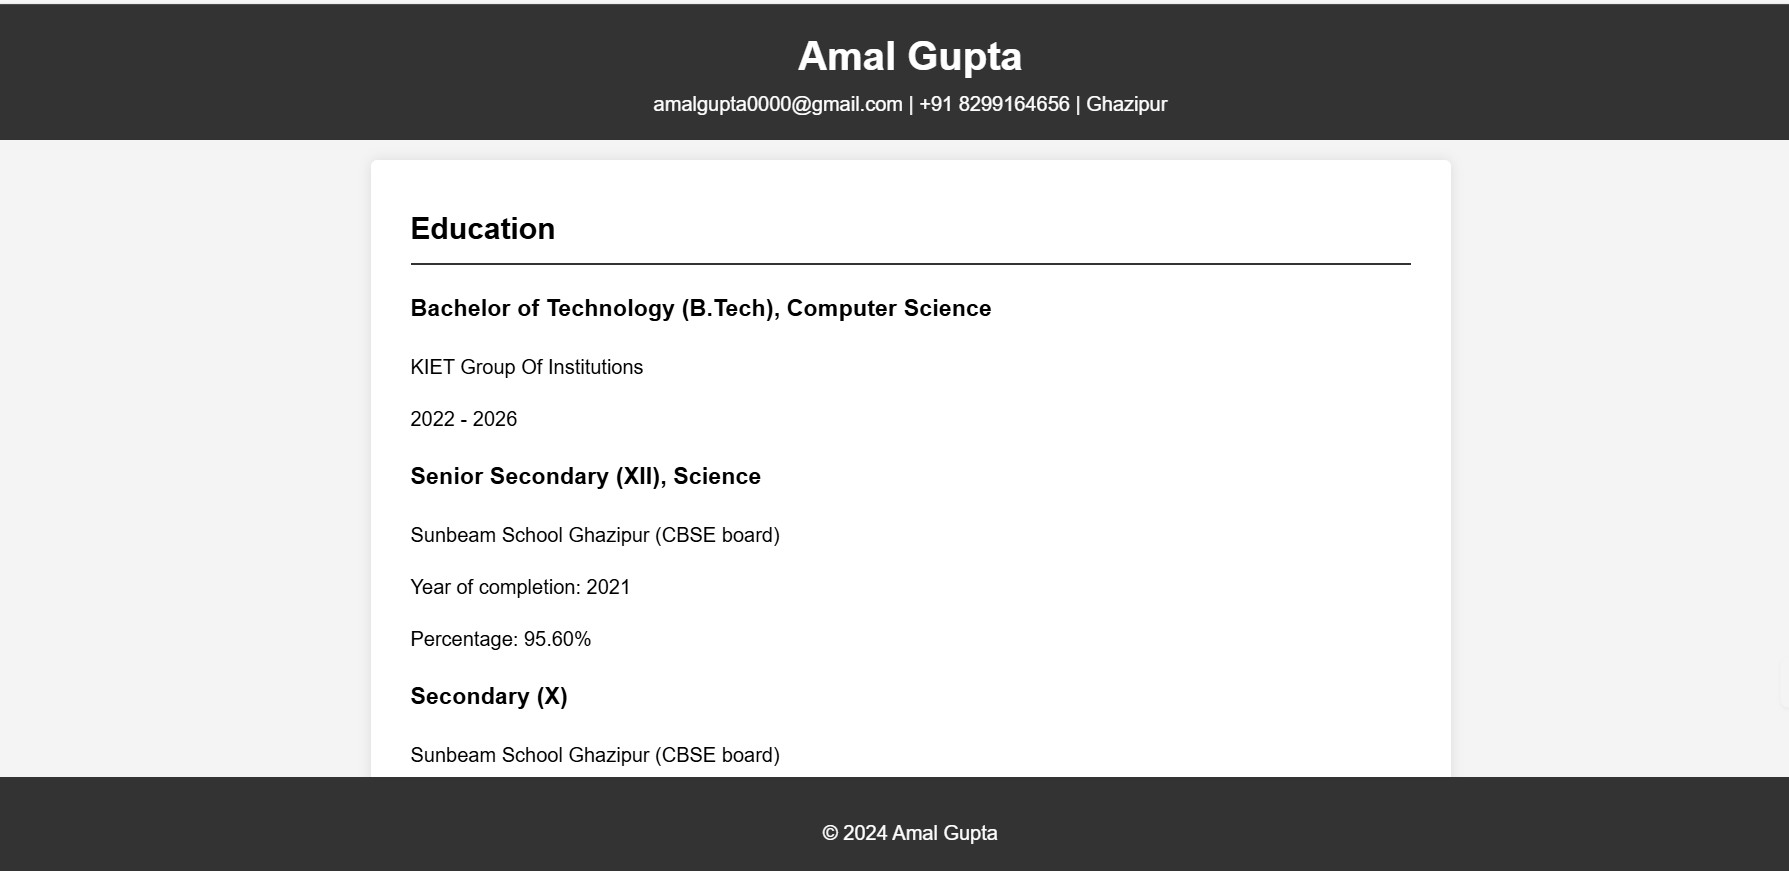 Amal Gupta
amalgupta0000@gmail.com | +91 8299164656 | Ghazipur
Education
Bachelor of Technology (B.Tech), Computer Science
KIET Group Of Institutions
2022 - 2026
Senior Secondary (XII), Science
Sunbeam School Ghazipur (CBSE board)
Year of completion: 2021
Percentage: 95.60%
Secondary (X)
Sunbeam School Ghazipur (CBSE board)
© 2024 Amal Gupta